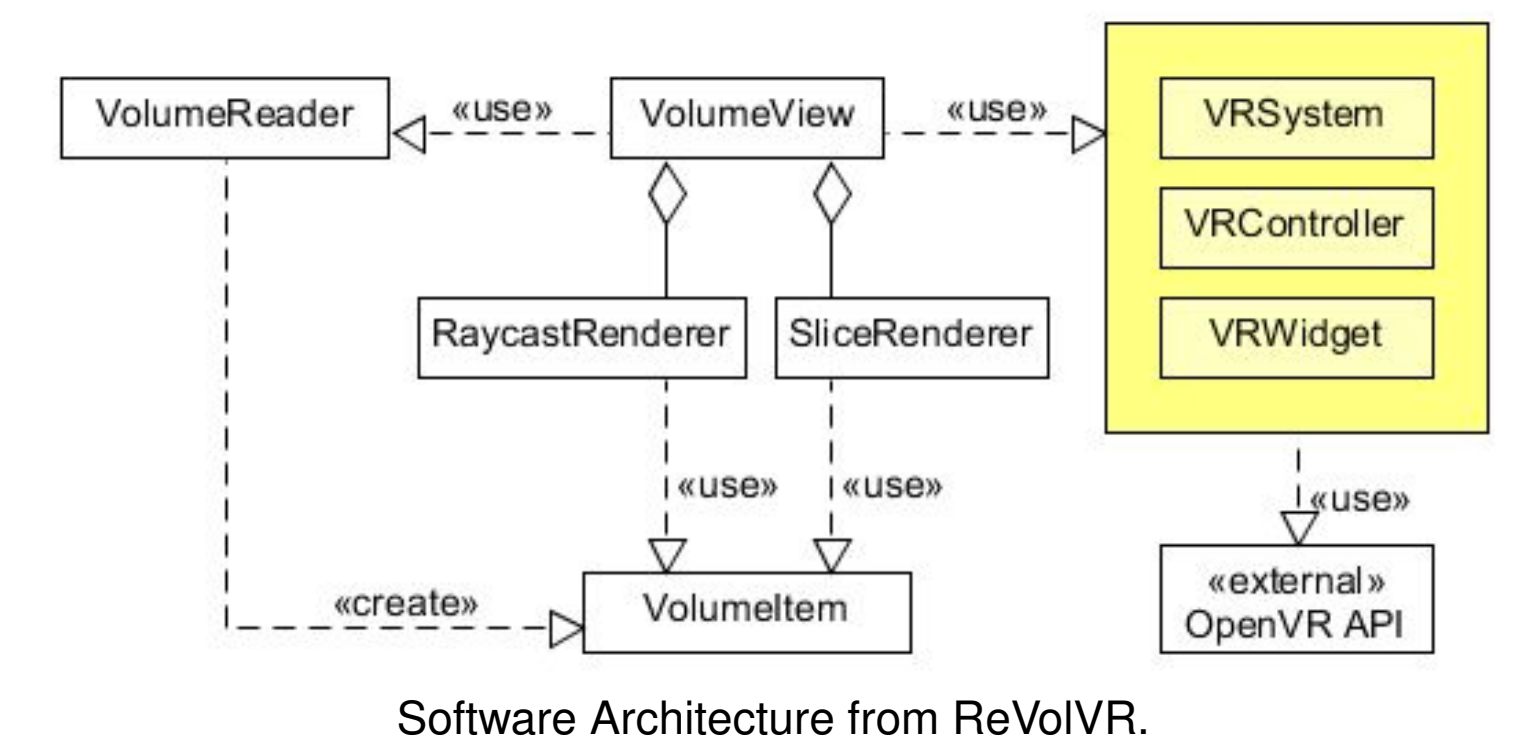 VolumeReader
«use»
VolumeView
«use»
VRSystem
VRController
VRWidget
RaycastRenderer
SliceRenderer
«use»
«use»
«use»
«create»
VolumeItem
«external»
OpenVR API
Software Architecture from ReVolVR.